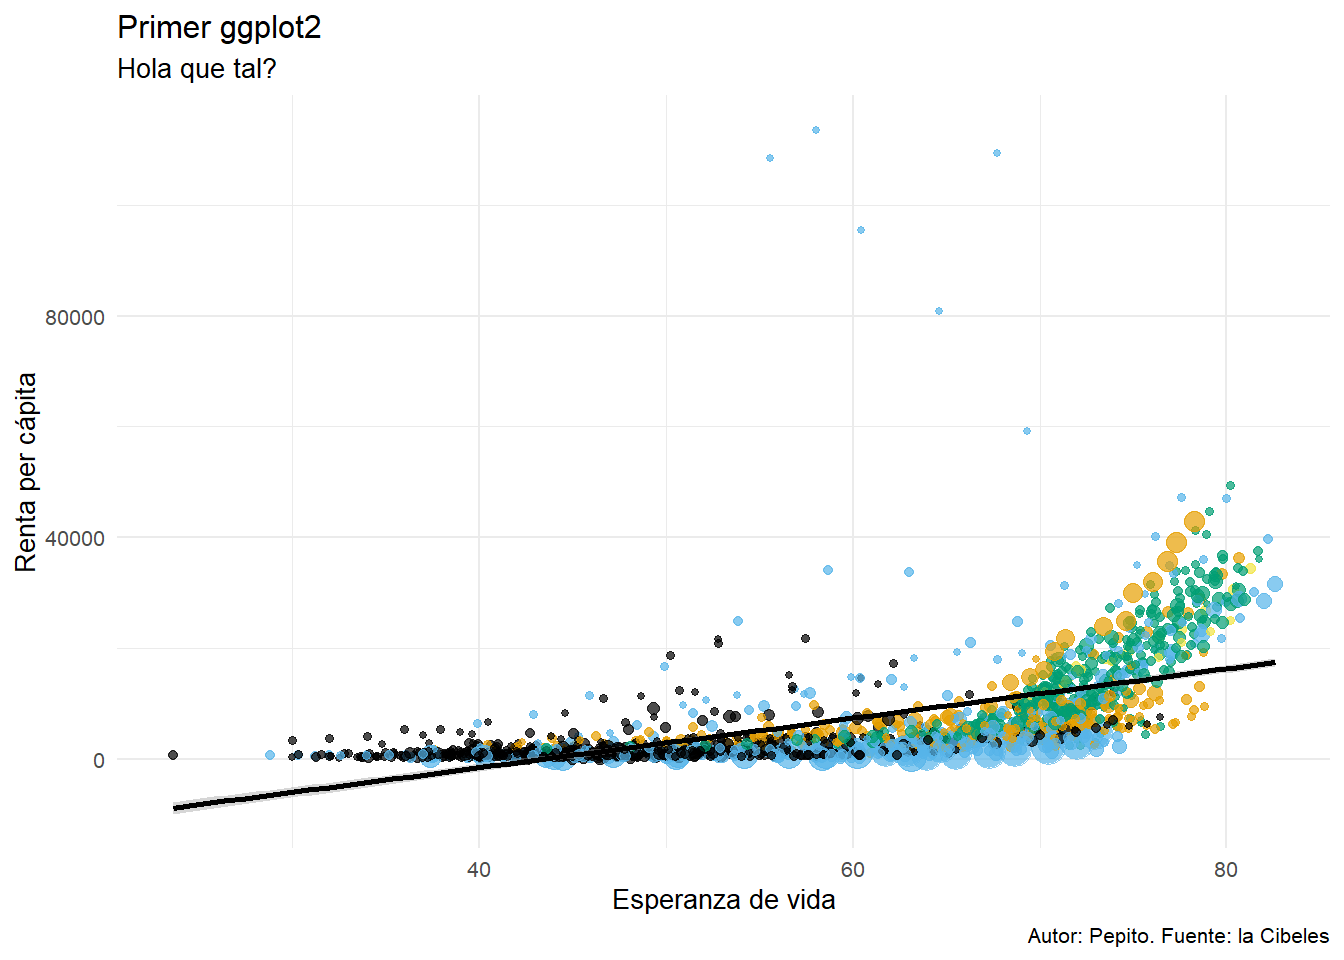 Primer ggplot2
Hola que tal?
80000
40000
0
Renta per cápita
40
60
80
Esperanza de vida
Autor: Pepito. Fuente: la Cibeles